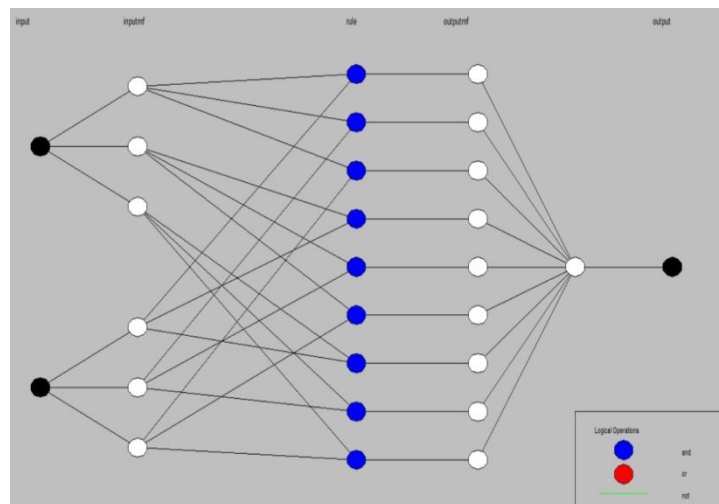 input inputmf rule outputmf output
Logical Operations
and
or
not